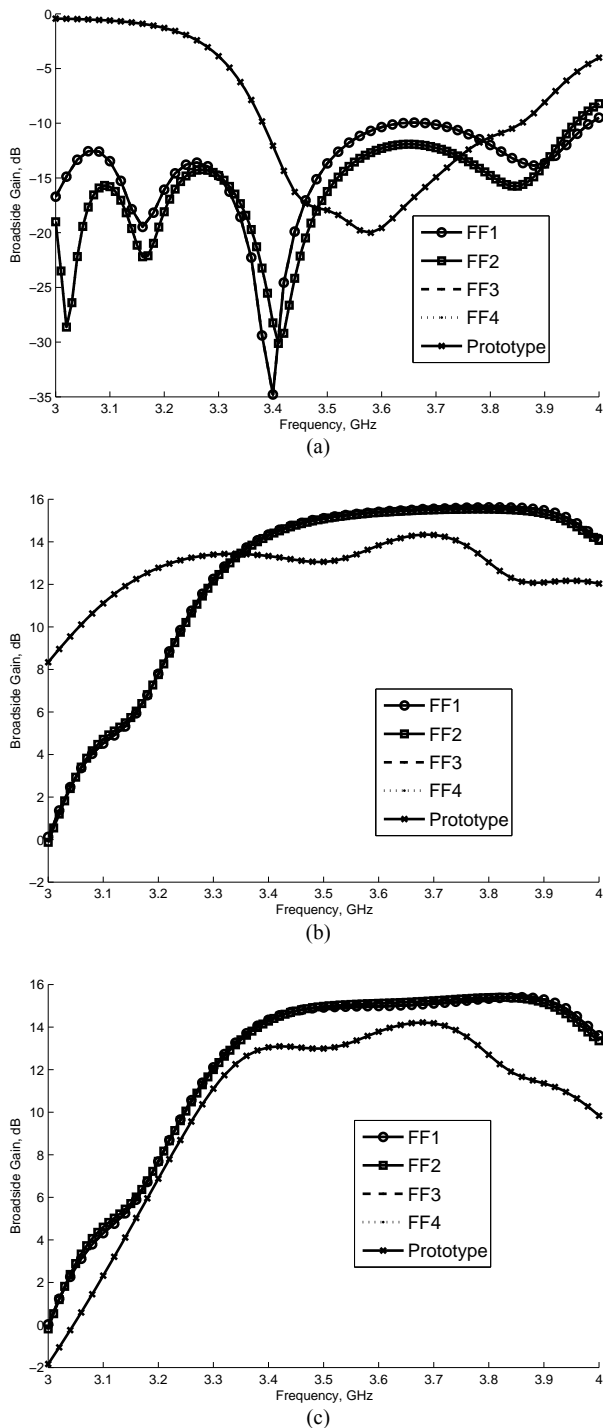 0
−5
−10
−15
−20
−25
−30
−35
Broadside Gain, dB
FF1
FF2
FF3
FF4
Prototype
3 3.1 3.2 3.3 3.4 3.5 3.6 3.7 3.8 3.9 4
Frequency, GHz
(a)
16
14
12
10
8
6
4
2
0
−2
Broadside Gain, dB
FF1
FF2
FF3
FF4
Prototype
3 3.1 3.2 3.3 3.4 3.5 3.6 3.7 3.8 3.9 4
Frequency, GHz
(b)
16
14
12
10
8
6
4
2
0
−2
Broadside Gain, dB
FF1
FF2
FF3
FF4
Prototype
3 3.1 3.2 3.3 3.4 3.5 3.6 3.7 3.8 3.9 4
Frequency, GHz
(c)